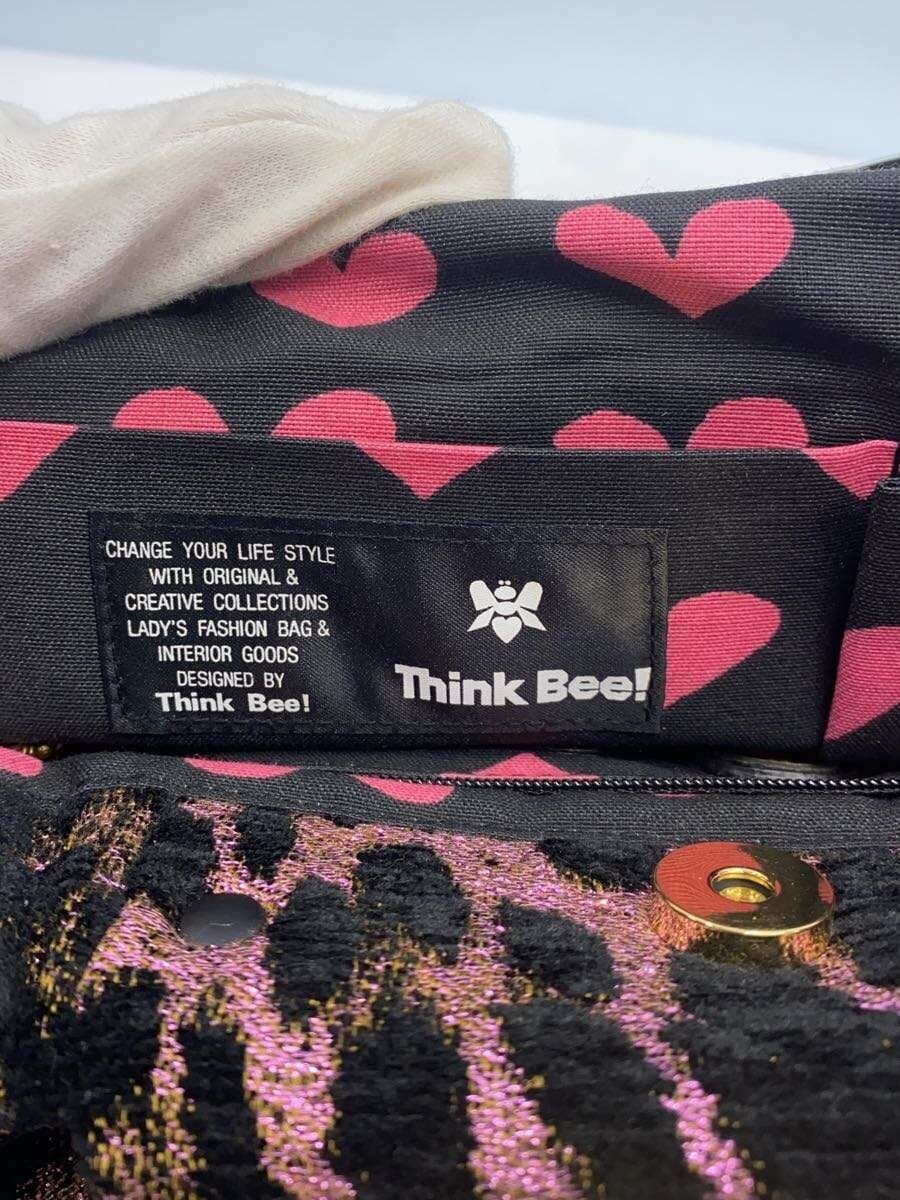 CHANGE YOUR LIFE STYLE
WITH ORIGINAL &
CREATIVE COLLECTIONS
LADY'S FASHION BAG &
INTERIOR GOODS
DESIGNED BY
Think Bee!
Think Bee!